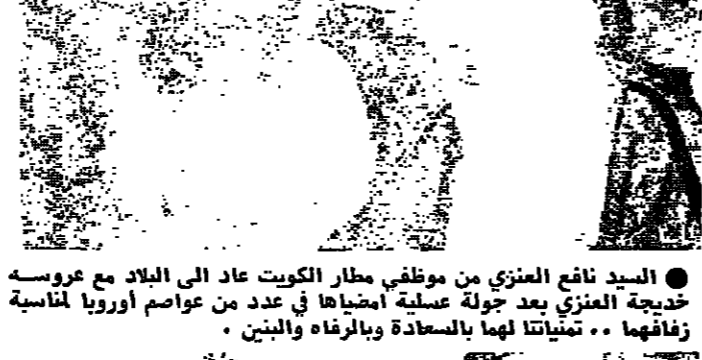 ● السيد نافع العنزي من موظفي مطار الكويت عاد الى البلاد مع عروسه
خديجة العنزي بعد جولة عسلية امضياها في عدد من عواصم أوروبا لمناسبة
زفافهما .. تمنياتنا لهما بالسعادة وبالرفاه والبنين .